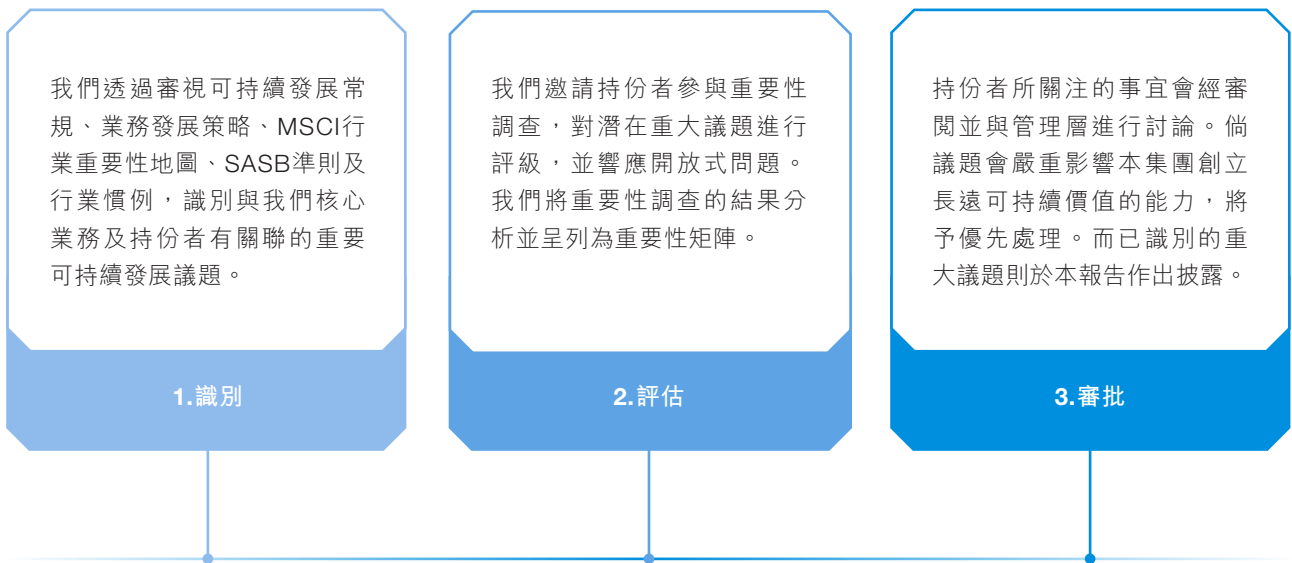 我們透過審視可持續發展常
規、業務發展策略、MSCI行
業重要性地圖、SASB準則及
行業慣例，識別與我們核心
業務及持份者有關聯的重要
可持續發展議題。
1.識別
我們邀請持份者參與重要性
調查，對潛在重大議題進行
評級，並響應開放式問題。
我們將重要性調查的結果分
析並呈列為重要性矩陣。
2.評估
持份者所關注的事宜會經審
閱並與管理層進行討論。倘
議題會嚴重影響本集團創立
長遠可持續價值的能力，將
予優先處理。而已識別的重
大議題則於本報告作出披露。
3.審批